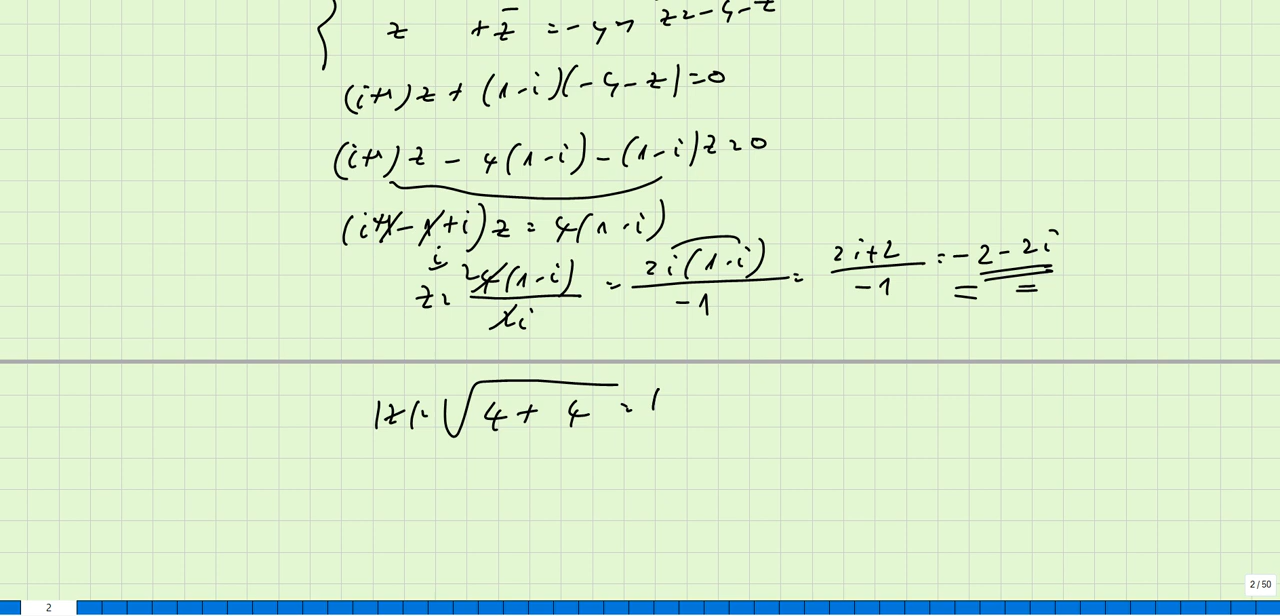 z + z̄ = -4 → z̄ = -4 - z
(i+1)z + (1-i)(-4-z) = 0
(i+1)z - 4(1-i) - (1-i)z = 0
(i+1-1+i)z = 4(1-i)
z = i 2 4(1-i) / 2i = 2i(1-i) / -1 = 2i+2 / -1 = -2-2i
|z| = √4+4 =
2 / 50
2